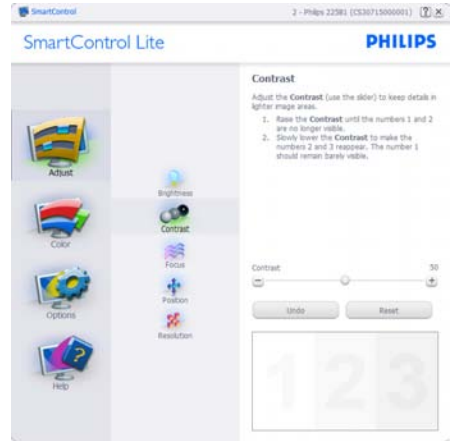 SmartControl
2 - Philips 225B1 (CS30715000001)
SmartControl Lite
PHILIPS
Adjust
Color
Options
Help
Brightness
Contrast
Focus
Position
Resolution
Contrast
Adjust the Contrast (use the slider) to keep details in
lighter image areas.
1. Raise the Contrast until the numbers 1 and 2
are no longer visible.
2. Slowly lower the Contrast to make the
numbers 2 and 3 reappear. The number 1
should remain barely visible.
Contrast 50
Undo Reset
1 2 3